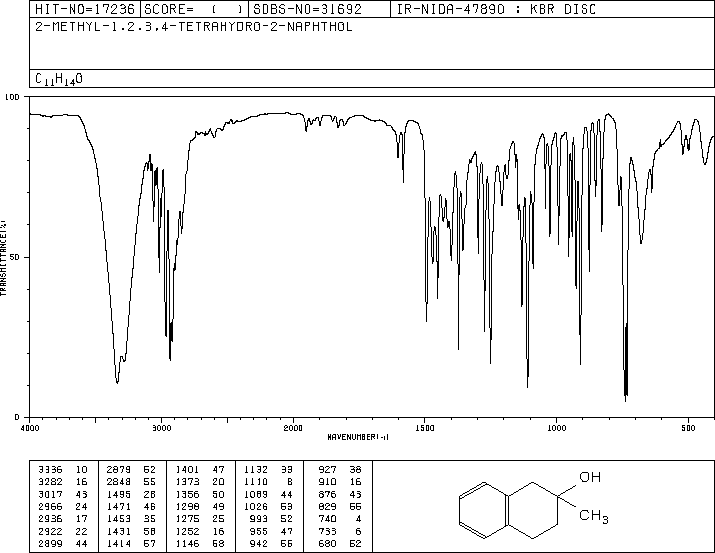 HIT-NO=17236 SCORE= ( ) SDBS-NO=31692 IR-NIDA-47890 : KBR DISC
2-METHYL-1,2,3,4-TETRAHYDRO-2-NAPHTHOL
C11H14O
100
50
0
TRANSMITTANCE(%)
4000 3000 2000 1500 1000 500
WAVENUMBER(-1)
3336 10 2879 52 1401 47 1132 33 927 38
3282 16 2848 55 1373 20 1110 8 910 16
3017 43 1495 28 1356 50 1089 44 876 43
2966 24 1471 46 1298 49 1026 53 829 55
2936 17 1453 35 1275 25 993 52 740 4
2922 22 1431 58 1252 16 955 47 733 6
2899 44 1414 57 1146 58 942 55 680 52
OH
CH3